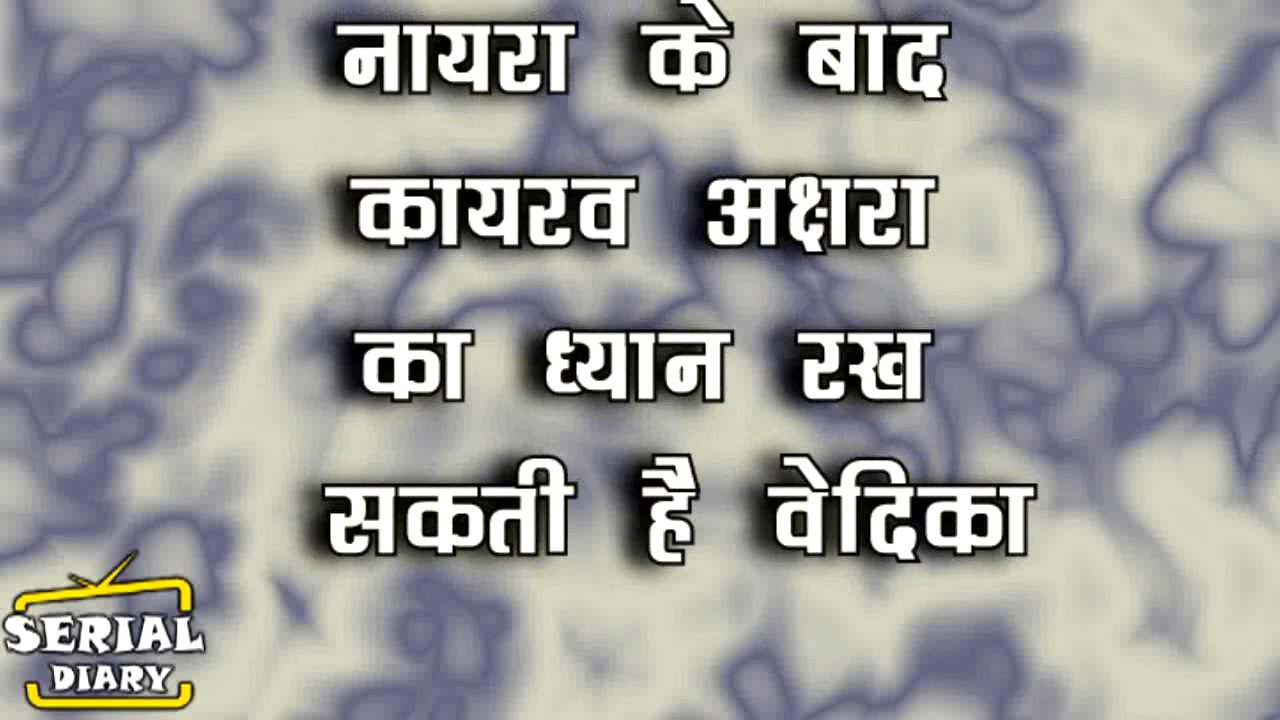 नायरा के बाद
कायरव अक्षरा
का ध्यान रख
सकती है वेदिका
SERIAL
DIARY